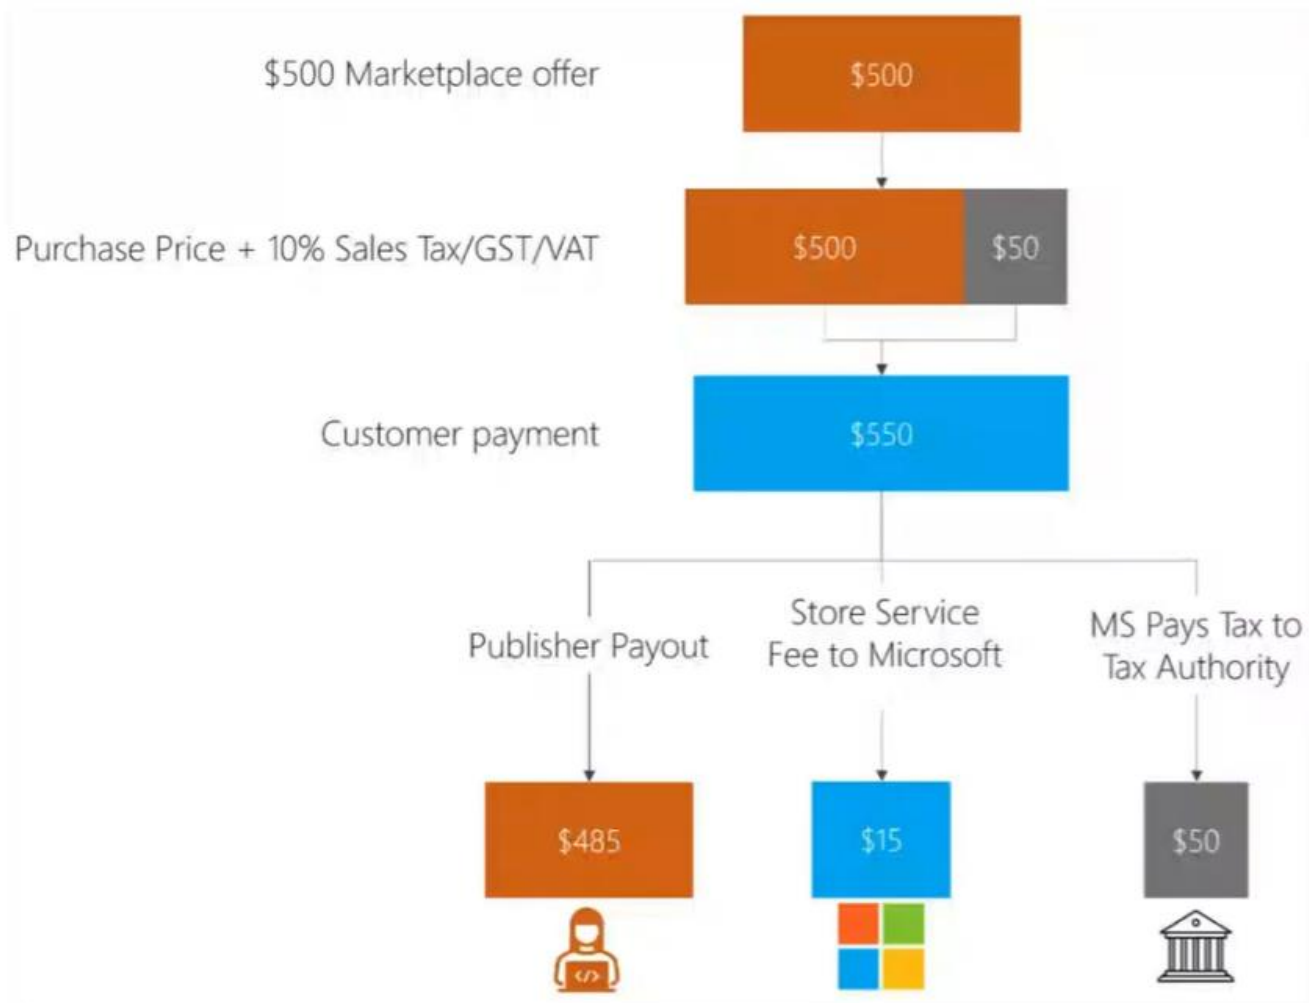 $500 Marketplace offer
$500
Purchase Price + 10% Sales Tax/GST/VAT
$500
$50
Customer payment
$550
Publisher Payout
Store Service
Fee to Microsoft
MS Pays Tax to
Tax Authority
$485
$15
$50
</>